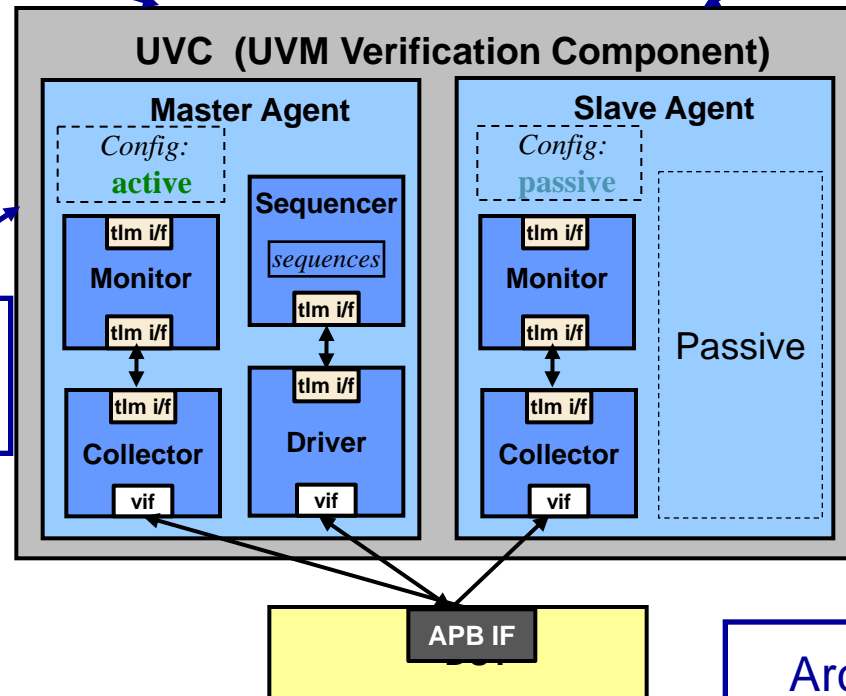 UVC (UVM Verification Component)
Master Agent
Config:
active
tlm i/f
Monitor
tlm i/f
tlm i/f
Collector
vif
Sequencer
sequences
tlm i/f
tlm i/f
Driver
vif
Slave Agent
Config:
passive
tlm i/f
Monitor
tlm i/f
tlm i/f
Collector
vif
Passive
APB IF